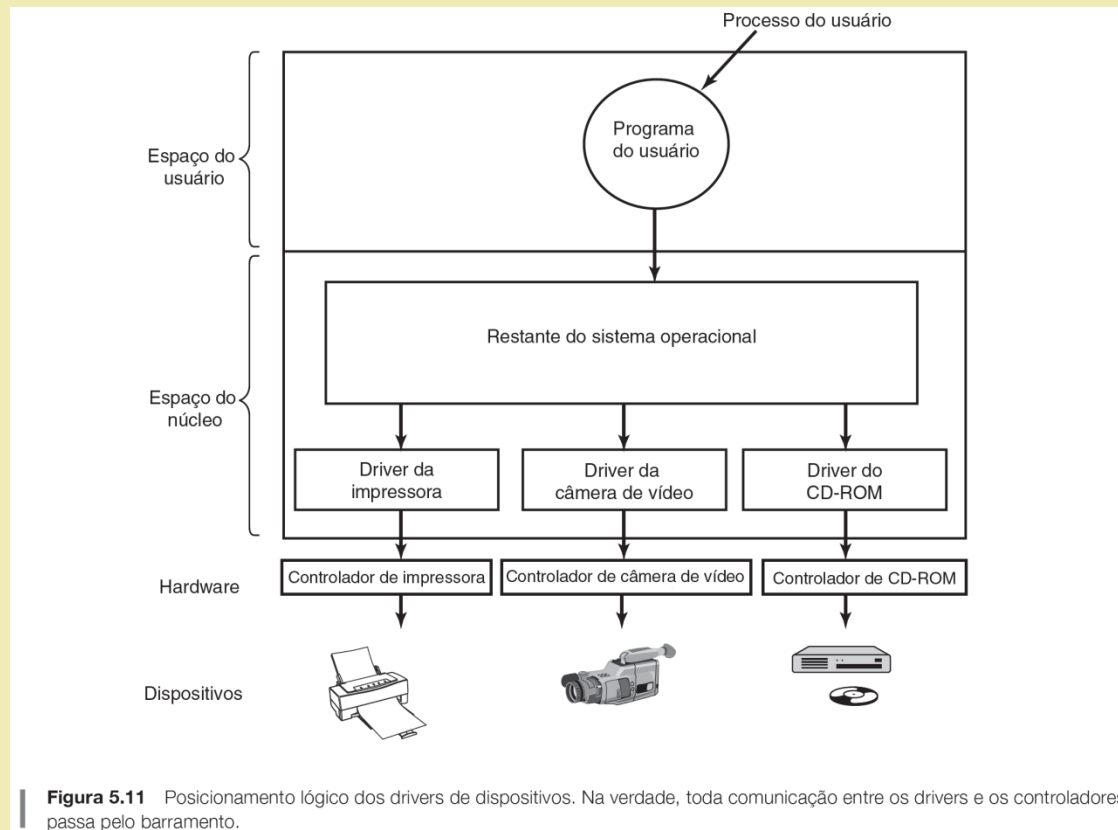 Processo do usuário
Programa
do usuário
Espaço do
usuário
Restante do sistema operacional
Espaço do
núcleo
Driver da
impressora
Driver da
câmera de vídeo
Driver do
CD-ROM
Hardware
Controlador de impressora
Controlador de câmera de vídeo
Controlador de CD-ROM
Dispositivos
Figura 5.11 Posicionamento lógico dos drivers de dispositivos. Na verdade, toda comunicação entre os drivers e os controladores
passa pelo barramento.